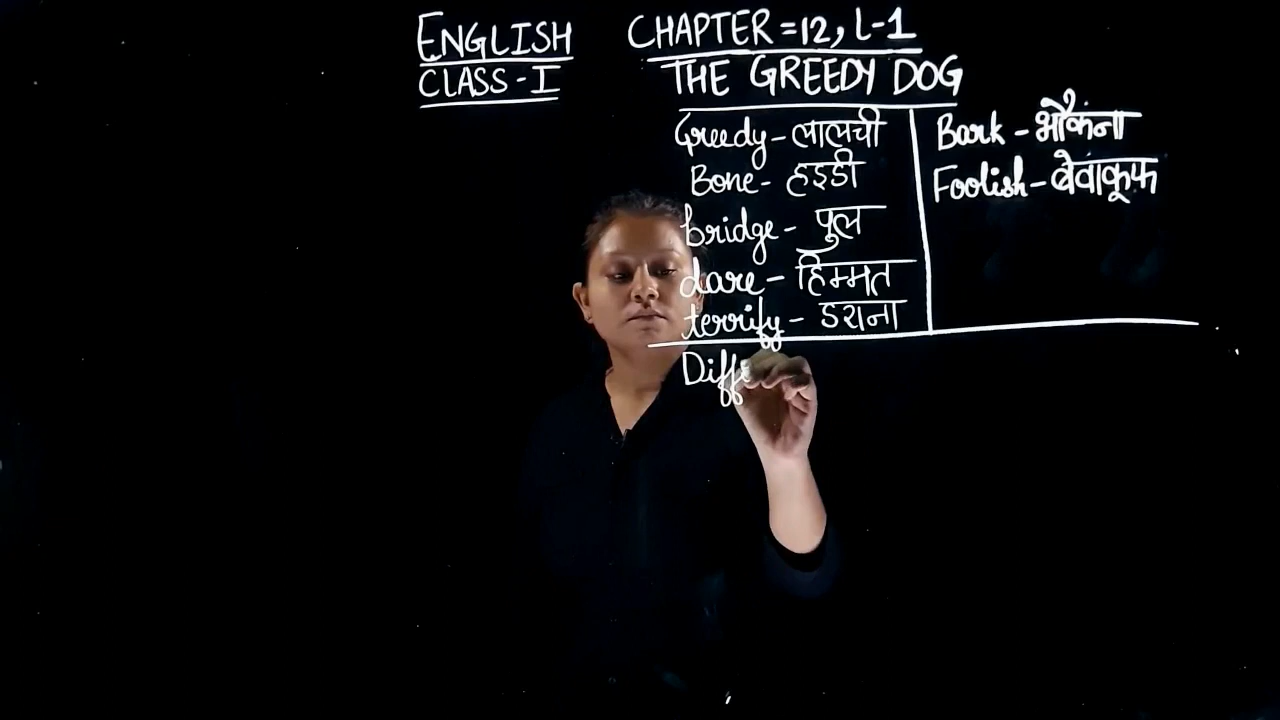 ENGLISH
CLASS-I
CHAPTER=12, L-1
THE GREEDY DOG
Greedy - लालची
Bone - हड्डी
bridge - पुल
dare - हिम्मत
terrify - डराना
Bark - भौकंना
Foolish - बेवांकूफ
Diffe